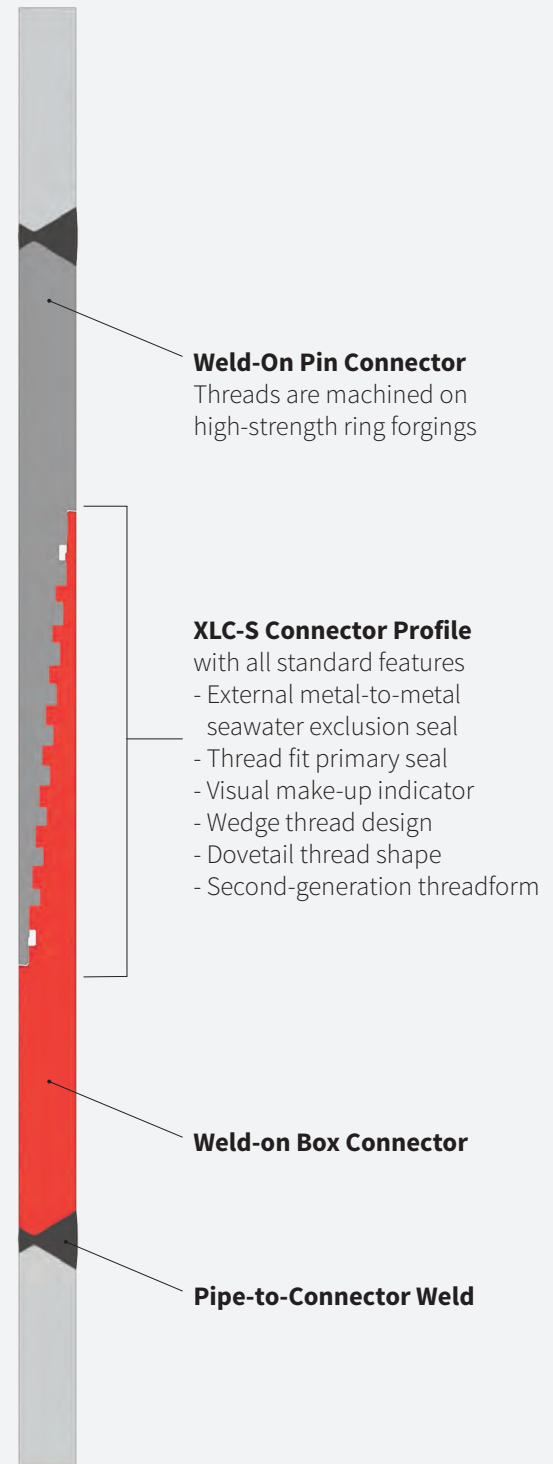 Weld-On Pin Connector
Threads are machined on
high-strength ring forgings
XLC-S Connector Profile
with all standard features
- External metal-to-metal
seawater exclusion seal
- Thread fit primary seal
- Visual make-up indicator
- Wedge thread design
- Dovetail thread shape
- Second-generation threadform
Weld-on Box Connector
Pipe-to-Connector Weld